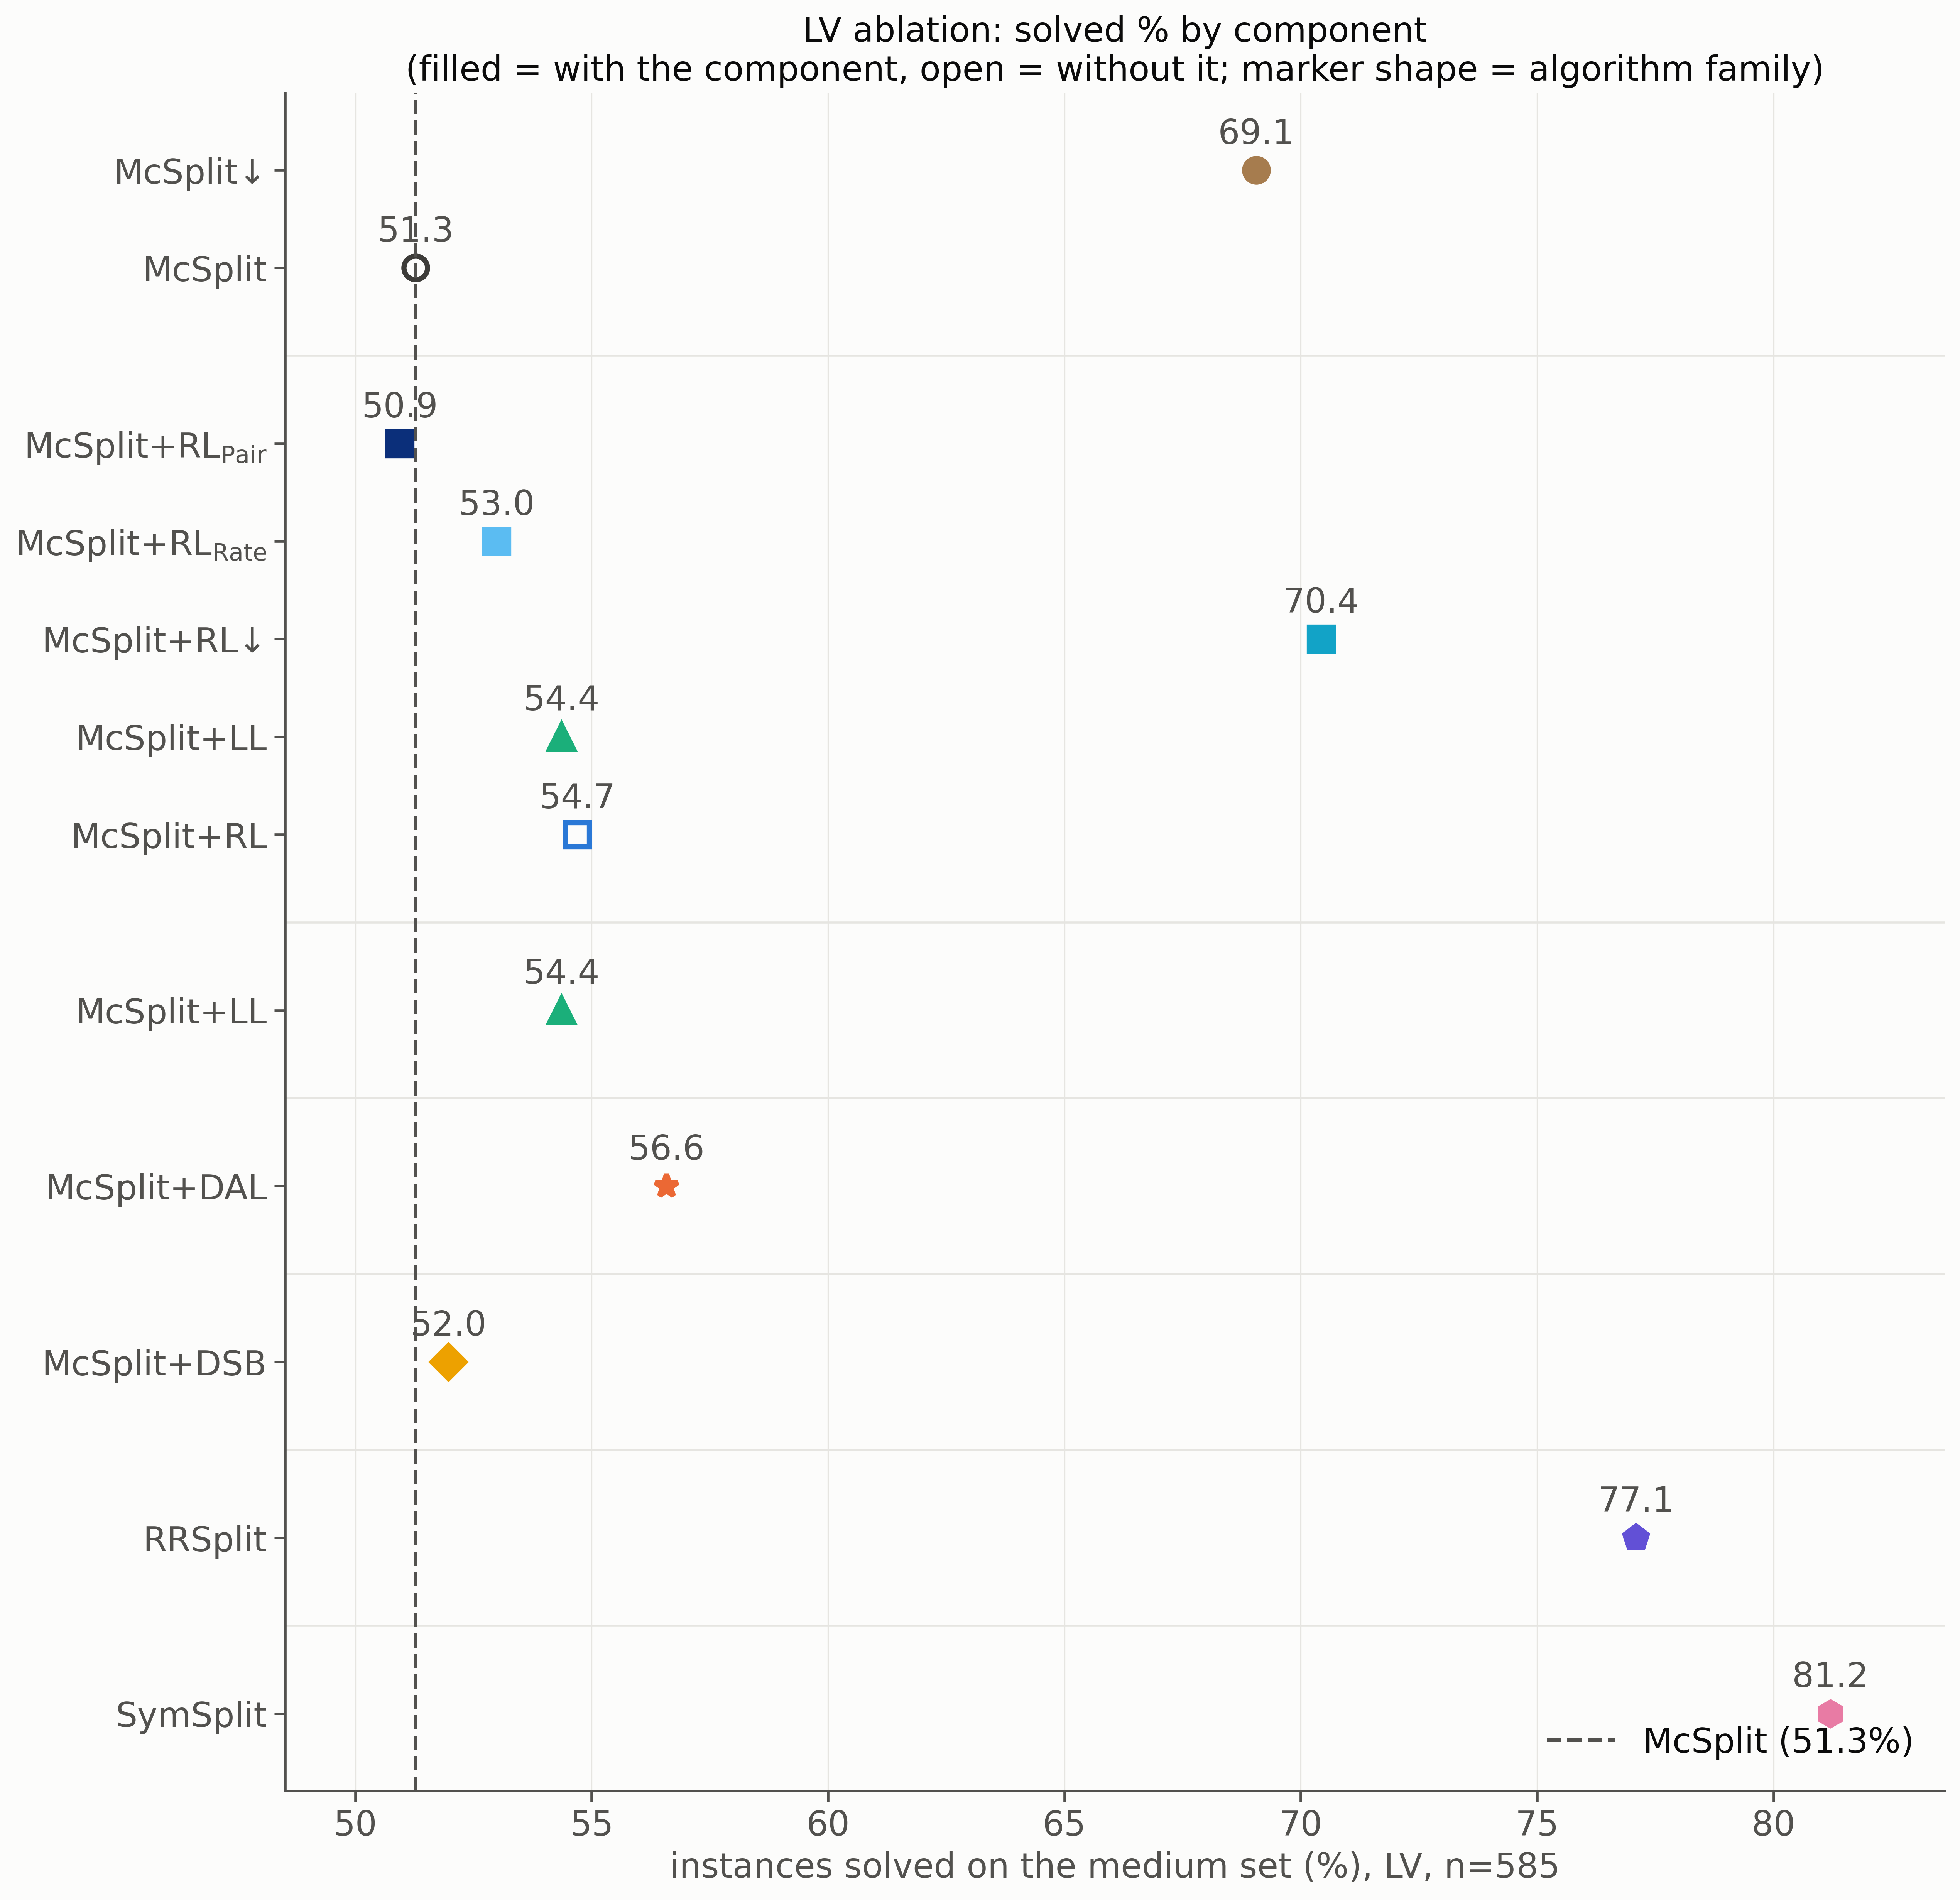 LV ablation: solved % by component
(filled = with the component, open = without it; marker shape = algorithm family)
McSplit↓
69.1
McSplit
51.3
McSplit+RL_Pair
50.9
McSplit+RL_Rate
53.0
McSplit+RL↓
70.4
McSplit+LL
54.4
McSplit+RL
54.7
McSplit+LL
54.4
McSplit+DAL
56.6
McSplit+DSB
52.0
RRSplit
77.1
SymSplit
81.2
McSplit (51.3%)
50 55 60 65 70 75 80
instances solved on the medium set (%), LV, n=585